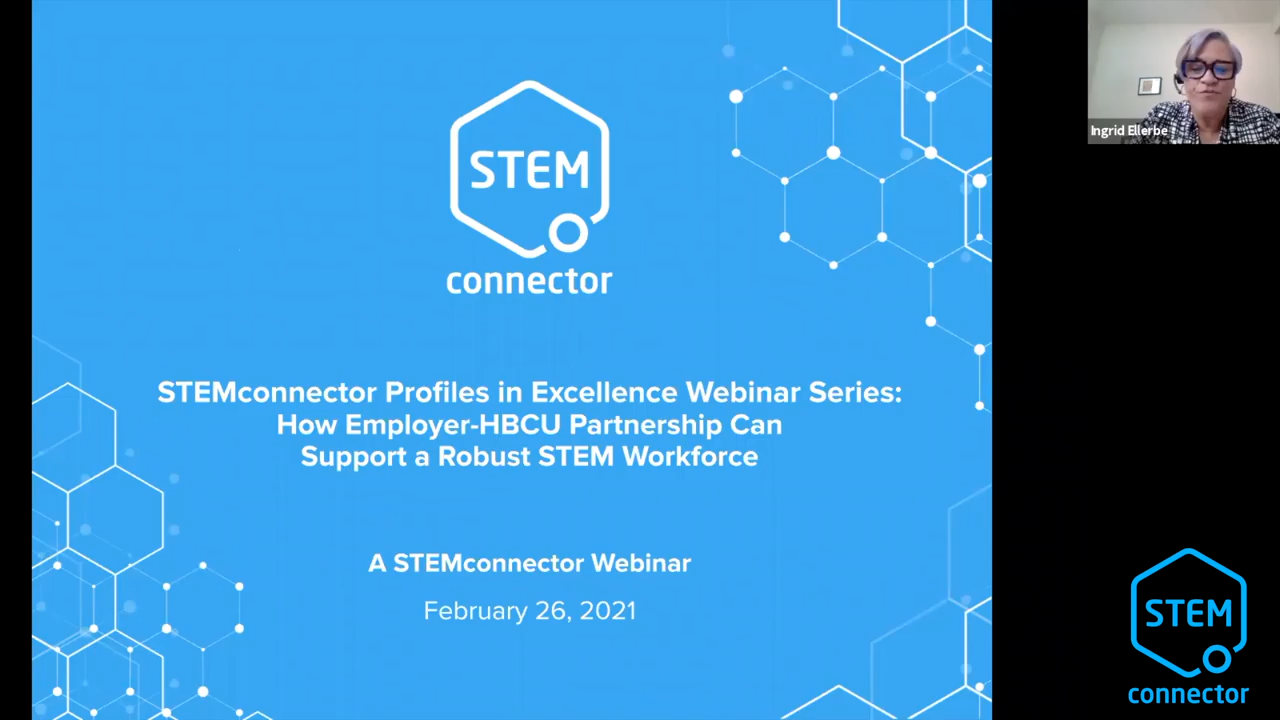 STEM
connector
STEMconnector Profiles in Excellence Webinar Series:
How Employer-HBCU Partnership Can
Support a Robust STEM Workforce
A STEMconnector Webinar
February 26, 2021
Ingrid Ellerbe
STEM
connector